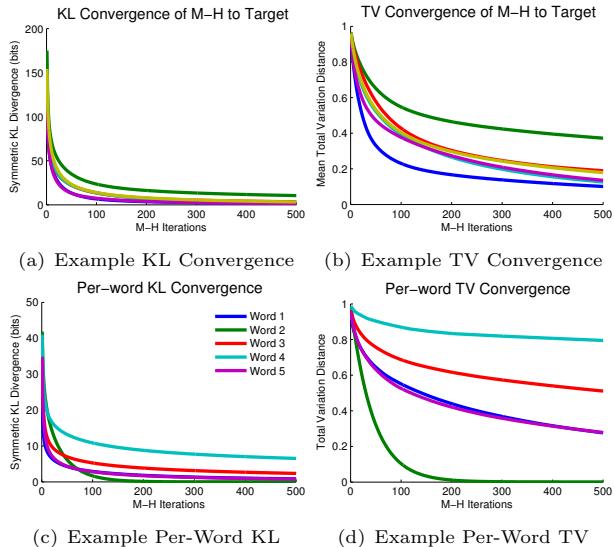 KL Convergence of M−H to Target
TV Convergence of M−H to Target
200
150
100
50
0
Symmetric KL Divergence (bits)
0 100 200 300 400 500
M−H Iterations
1
0.8
0.6
0.4
0.2
0
Mean Total Variation Distance
0 100 200 300 400 500
M−H Iterations
(a) Example KL Convergence
(b) Example TV Convergence
Per−word KL Convergence
Per−word TV Convergence
50
40
30
20
10
0
Symmetric KL Divergence (bits)
Word 1
Word 2
Word 3
Word 4
Word 5
0 100 200 300 400 500
M−H Iterations
1
0.8
0.6
0.4
0.2
0
Total Variation Distance
0 100 200 300 400 500
M−H Iterations
(c) Example Per-Word KL
(d) Example Per-Word TV